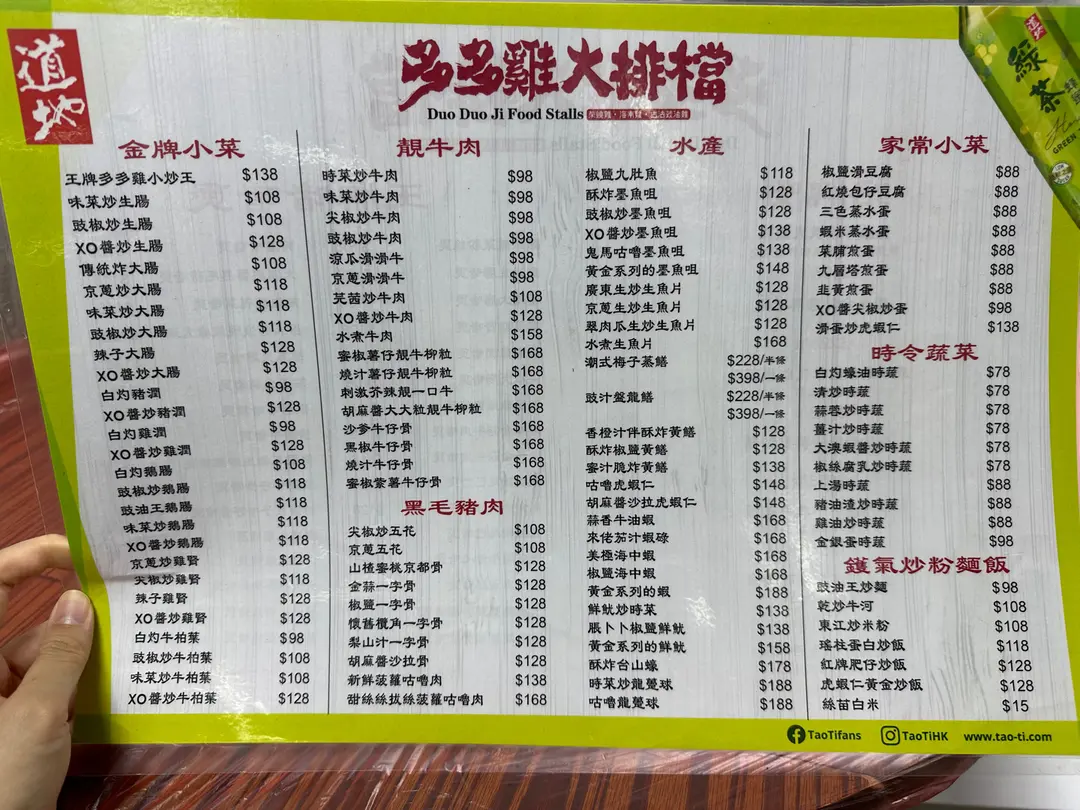 道地
多多雞大排檔
Duo Duo Ji Food Stalls
道地
綠茶
GREEN
金牌小菜
王牌多多雞小炒王 $138
味菜炒生腸 $108
豉椒炒生腸 $108
XO醬炒生腸 $128
傳統炸大腸 $108
京蔥炒大腸 $118
味菜炒大腸 $118
豉椒炒大腸 $118
辣子大腸 $128
XO醬炒大腸 $128
白灼豬潤 $98
XO醬炒豬潤 $128
白灼雞潤 $98
XO醬炒雞潤 $128
白灼鵝腸 $108
豉椒炒鵝腸 $118
豉油王鵝腸 $118
味菜炒鵝腸 $118
XO醬炒鵝腸 $118
京蔥炒雞腎 $128
尖椒炒雞腎 $118
辣子雞腎 $128
XO醬炒雞腎 $128
白灼牛柏葉 $98
豉椒炒牛柏葉 $108
味菜炒牛柏葉 $108
XO醬炒牛柏葉 $128
靚牛肉
時菜炒牛肉 $98
味菜炒牛肉 $98
尖椒炒牛肉 $98
豉椒炒牛肉 $98
涼瓜滑滑牛 $98
京蔥滑滑牛 $98
芫茜炒牛肉 $108
XO醬炒牛肉 $128
水煮牛肉 $158
蜜椒薯仔靚牛柳粒 $168
燒汁薯仔靚牛柳粒 $168
刺激芥辣靚一口牛 $168
胡麻醬大大粒靚牛柳粒 $168
沙爹牛仔骨 $168
黑椒牛仔骨 $168
燒汁牛仔骨 $168
蜜椒紫薯牛仔骨 $168
黑毛豬肉
尖椒炒五花 $108
京蔥五花 $108
山楂蜜桃京都骨 $128
金蒜一字骨 $128
椒鹽一字骨 $128
懷舊欖角一字骨 $128
梨山汁一字骨 $128
胡麻醬沙拉骨 $128
新鮮菠蘿咕嚕肉 $138
甜絲絲拔絲菠蘿咕嚕肉 $168
水產
椒鹽九肚魚 $118
酥炸墨魚咀 $128
豉椒炒墨魚咀 $128
XO醬炒墨魚咀 $138
鬼馬咕嚕墨魚咀 $138
黃金系列的墨魚咀 $148
廣東生炒生魚片 $128
京蔥生炒生魚片 $128
翠肉瓜生炒生魚片 $128
水煮生魚片 $168
潮式梅子蒸鱔 $228/半條
$398/一條
豉汁盤龍鱔 $228/半條
$398/一條
香橙汁伴酥炸黃鱔 $128
酥炸椒鹽黃鱔 $128
蜜汁脆炸黃鱔 $138
咕嚕虎蝦仁 $148
胡麻醬沙拉虎蝦仁 $148
蒜香牛油蝦 $168
來佬茄汁蝦碌 $168
美極海中蝦 $168
椒鹽海中蝦 $168
黃金系列的蝦 $188
鮮魷炒時菜 $138
脹卜卜椒鹽鮮魷 $138
黃金系列的鮮魷 $158
酥炸台山蠔 $178
時菜炒龍躉球 $188
咕嚕龍躉球 $188
家常小菜
椒鹽滑豆腐 $88
紅燒包仔豆腐 $88
三色蒸水蛋 $88
蝦米蒸水蛋 $88
菜脯煎蛋 $88
九層塔煎蛋 $88
韭黃煎蛋 $88
XO醬尖椒炒蛋 $98
滑蛋炒虎蝦仁 $138
時令蔬菜
白灼蠔油時蔬 $78
清炒時蔬 $78
蒜蓉炒時蔬 $78
薑汁炒時蔬 $78
大澳蝦醬炒時蔬 $78
椒絲腐乳炒時蔬 $78
上湯時蔬 $88
豬油渣炒時蔬 $88
雞油炒時蔬 $88
金銀蛋時蔬 $98
鑊氣炒粉麵飯
豉油王炒麵 $98
乾炒牛河 $108
東江炒米粉 $108
瑤柱蛋白炒飯 $118
紅牌肥仔炒飯 $128
虎蝦仁黃金炒飯 $128
絲苗白米 $15
TaoTifans
TaoTiHK
www.tao-ti.com